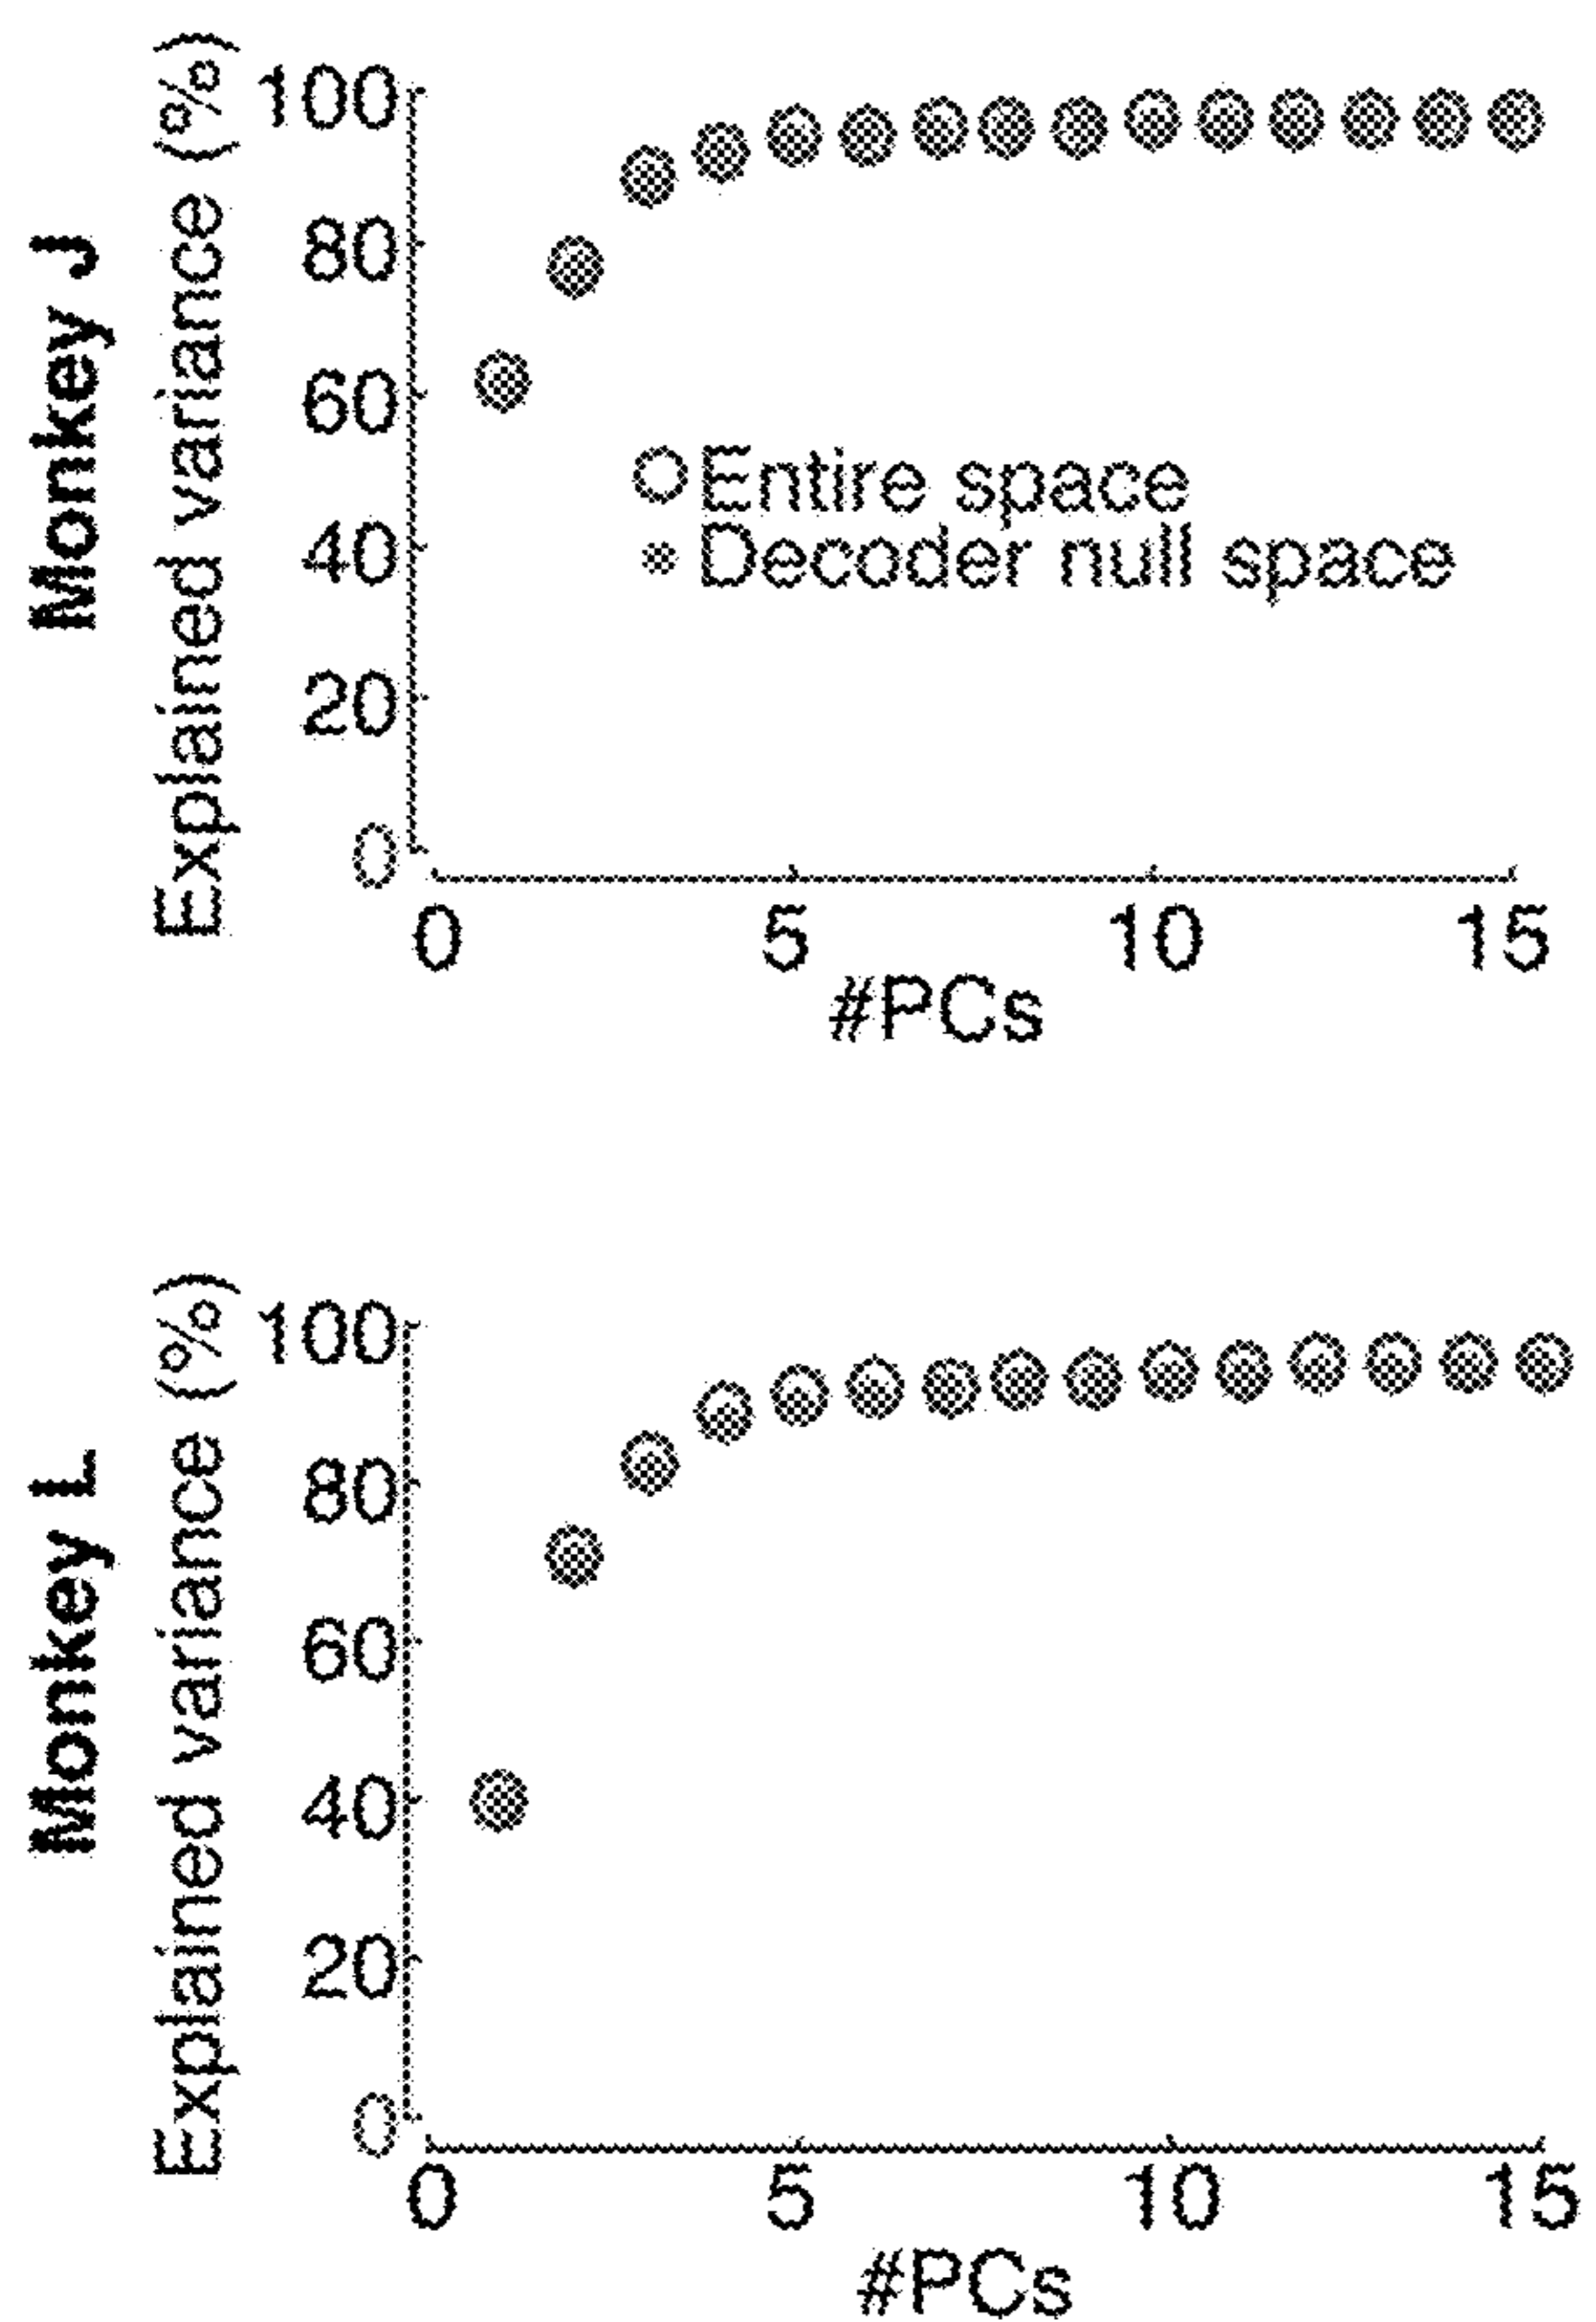 Monkey J
Explained variance (%)
100
80
60
40
20
0
Entire space
Decoder null space
0 5 10 15
#PCs
Monkey L
Explained variance (%)
100
80
60
40
20
0
0 5 10 15
#PCs